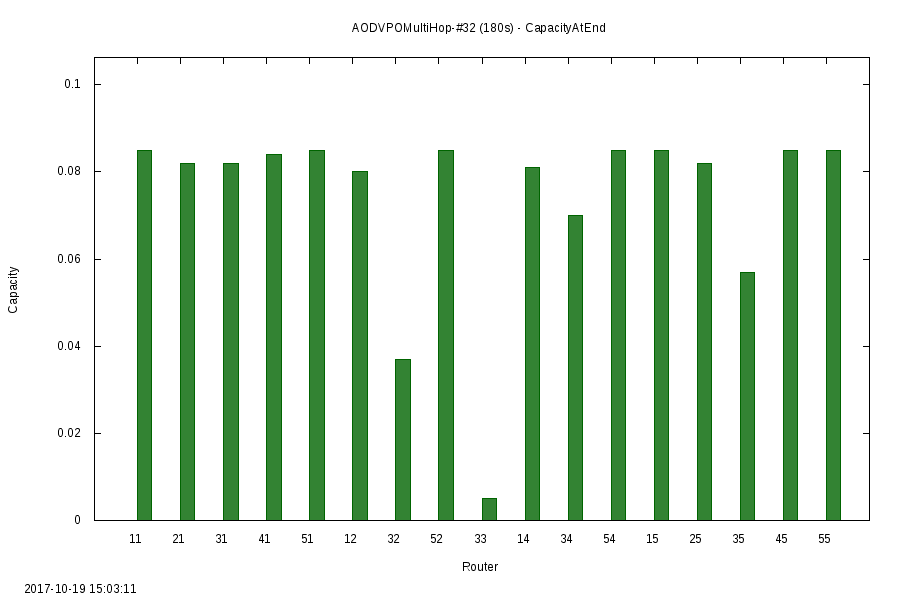 AODVPOMultiHop-#32 (180s) - CapacityAtEnd
0.1
0.08
0.06
0.04
0.02
0
Capacity
11 21 31 41 51 12 32 52 33 14 34 54 15 25 35 45 55
Router
2017-10-19 15:03:11